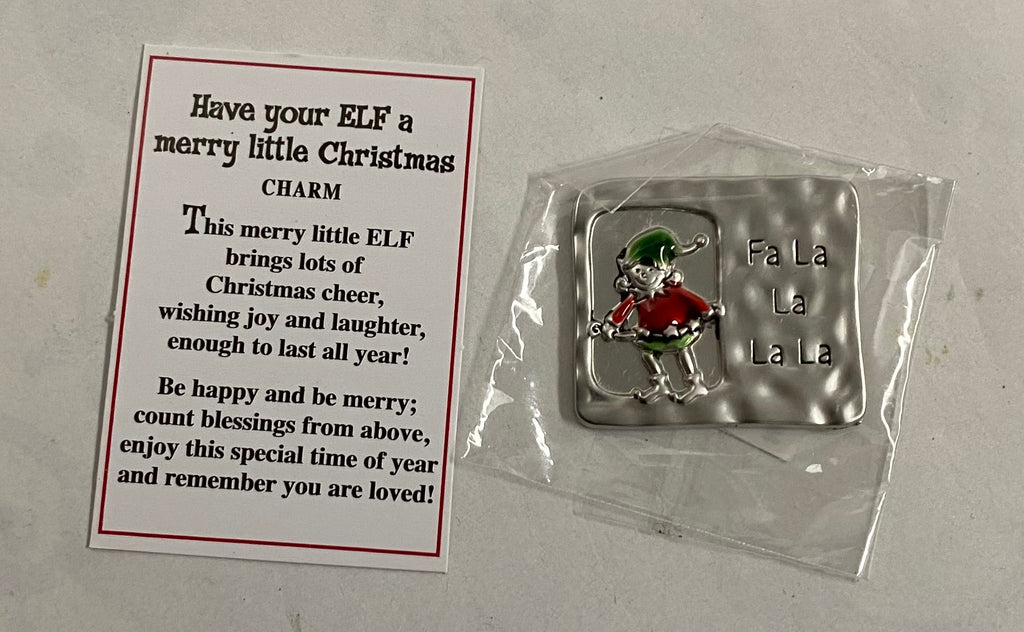 Have your ELF a
merry little Christmas
CHARM
This merry little ELF
brings lots of
Christmas cheer,
wishing joy and laughter,
enough to last all year!
Be happy and be merry;
count blessings from above,
enjoy this special time of year
and remember you are loved!
Fa La
La
La La